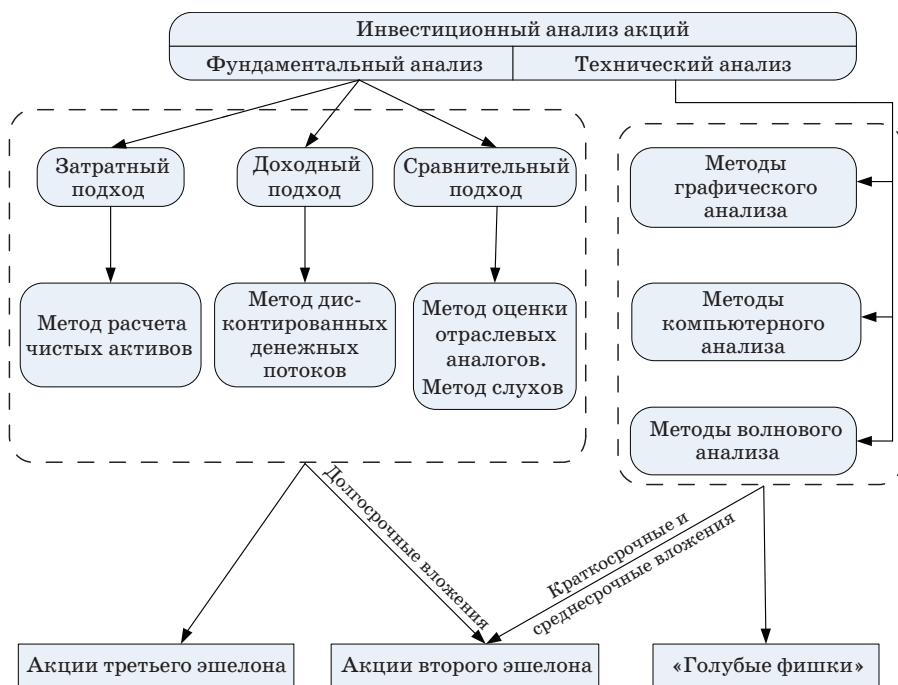 Инвестиционный анализ акций
Фундаментальный анализ
Технический анализ
Затратный
подход
Доходный
подход
Сравнительный
подход
Метод расчета
чистых активов
Метод дис-
контированных
денежных
потоков
Метод оценки
отраслевых
аналогов.
Метод слухов
Методы
графического
анализа
Методы
компьютерного
анализа
Методы волнового
анализа
Долгосрочные вложения
Краткосрочные и
среднесрочные вложения
Акции третьего эшелона
Акции второго эшелона
«Голубые фишки»